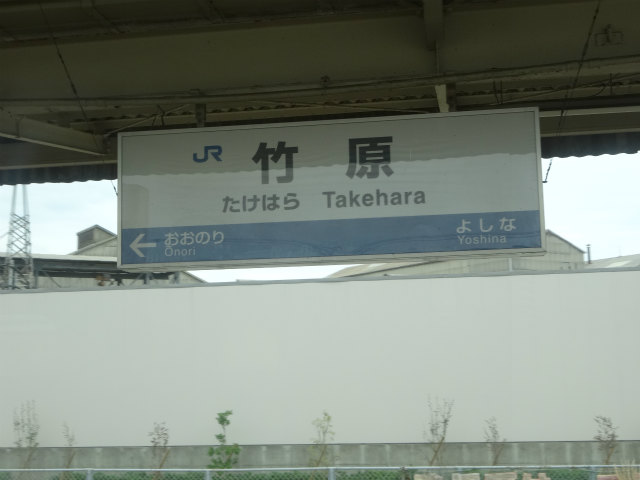 JR 竹原
たけはら Takehara
← おおのり よしな
Onori Yoshina